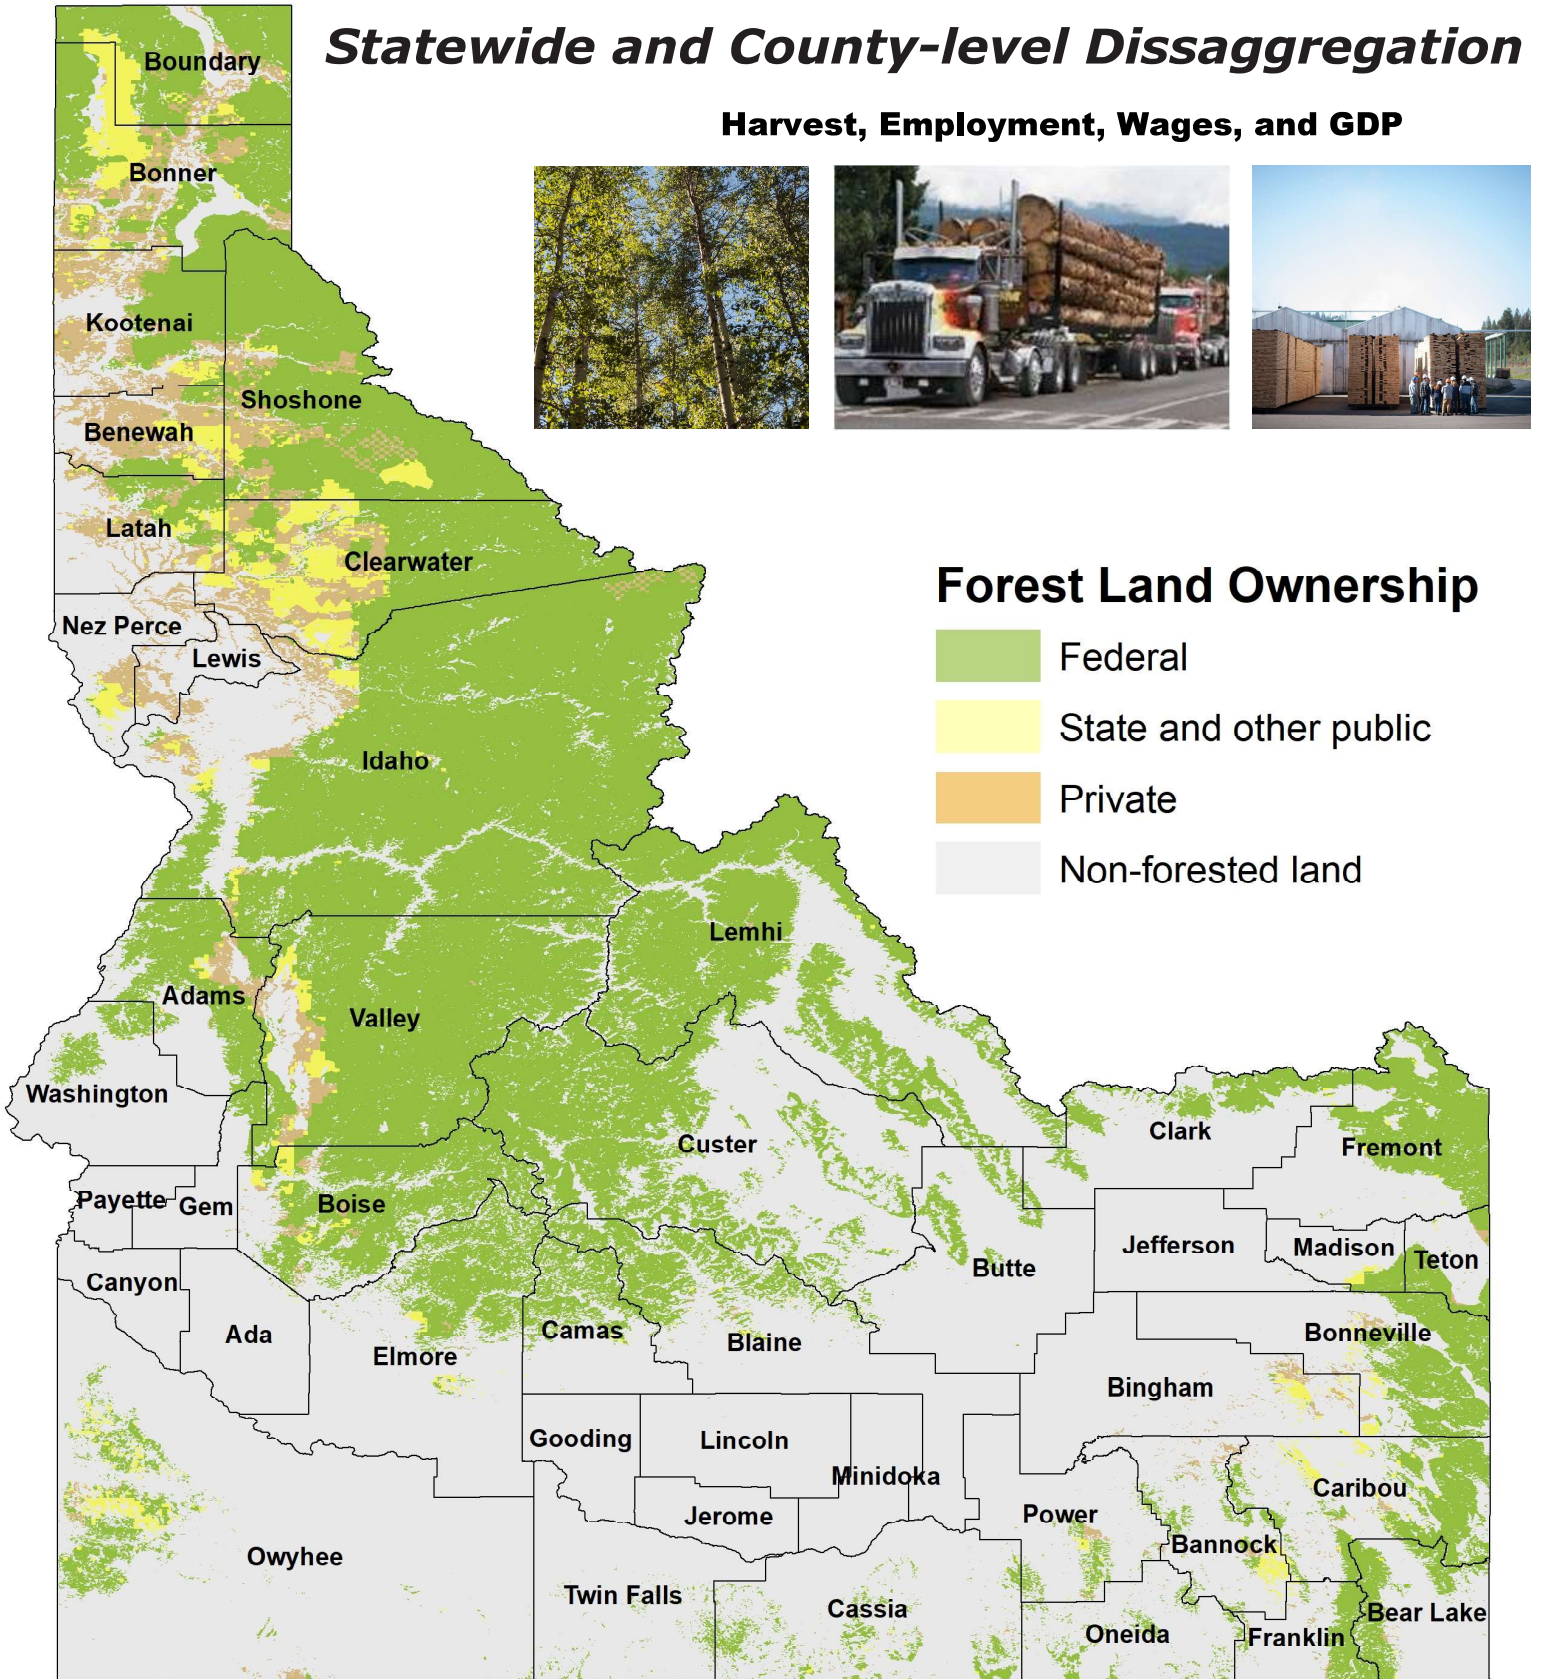 Statewide and County-level Dissaggregation
Harvest, Employment, Wages, and GDP
Boundary
Bonner
Kootenai
Shoshone
Benewah
Latah
Clearwater
Nez Perce
Lewis
Idaho
Forest Land Ownership
Federal
State and other public
Private
Non-forested land
Lemhi
Adams
Valley
Washington
Custer
Clark
Fremont
Payette
Gem
Boise
Butte
Jefferson
Madison
Teton
Canyon
Ada
Elmore
Camas
Blaine
Bonneville
Bingham
Gooding
Lincoln
Minidoka
Jerome
Power
Caribou
Bannock
Owyhee
Twin Falls
Cassia
Oneida
Franklin
Bear Lake